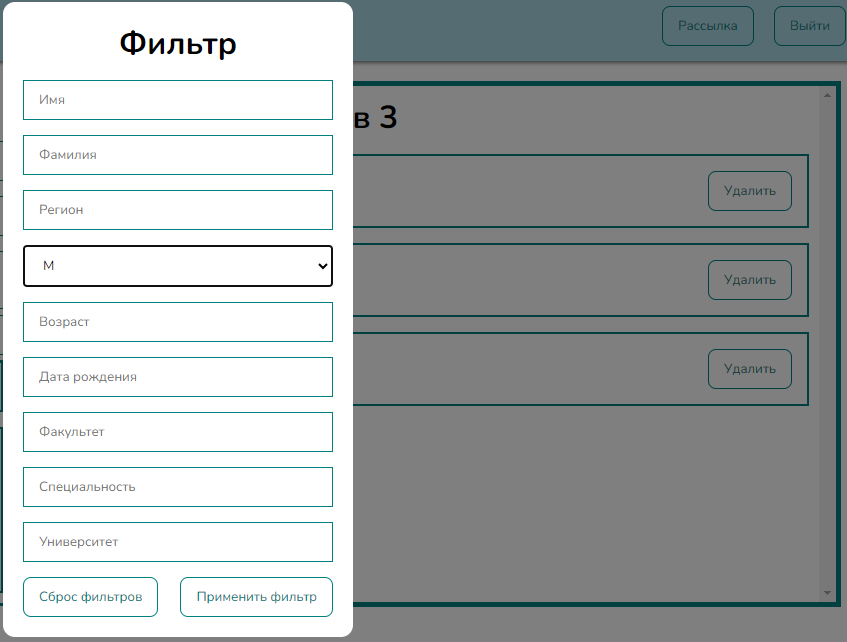 Рассылка
Выйти
Фильтр
Имя
Фамилия
Регион
М
Возраст
Дата рождения
Факультет
Специальность
Университет
Сброс фильтров
Применить фильтр
в 3
Удалить
Удалить
Удалить